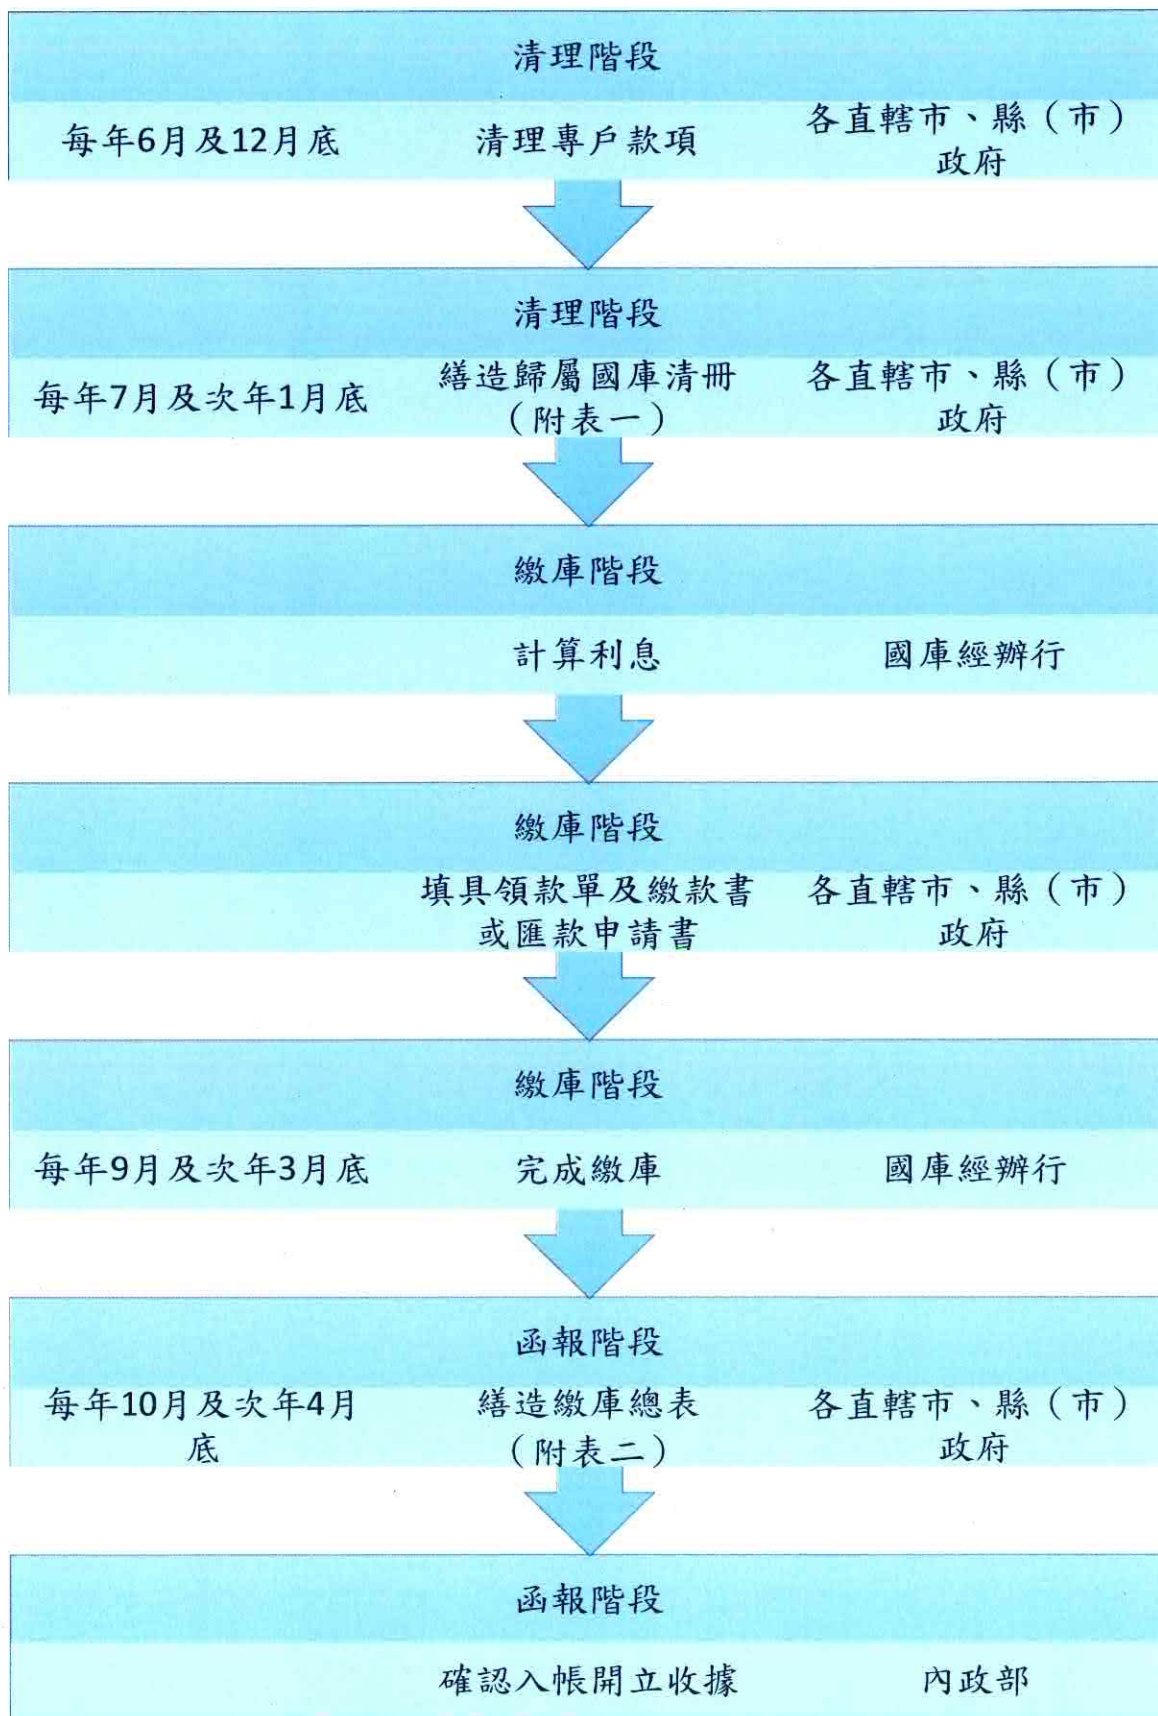 清理階段
每年6月及12月底
清理專戶款項
各直轄市、縣（市）
政府
清理階段
每年7月及次年1月底
繕造歸屬國庫清冊
（附表一）
各直轄市、縣（市）
政府
繳庫階段
計算利息
國庫經辦行
繳庫階段
填具領款單及繳款書
或匯款申請書
各直轄市、縣（市）
政府
繳庫階段
每年9月及次年3月底
完成繳庫
國庫經辦行
函報階段
每年10月及次年4月
底
繕造繳庫總表
（附表二）
各直轄市、縣（市）
政府
函報階段
確認入帳開立收據
內政部